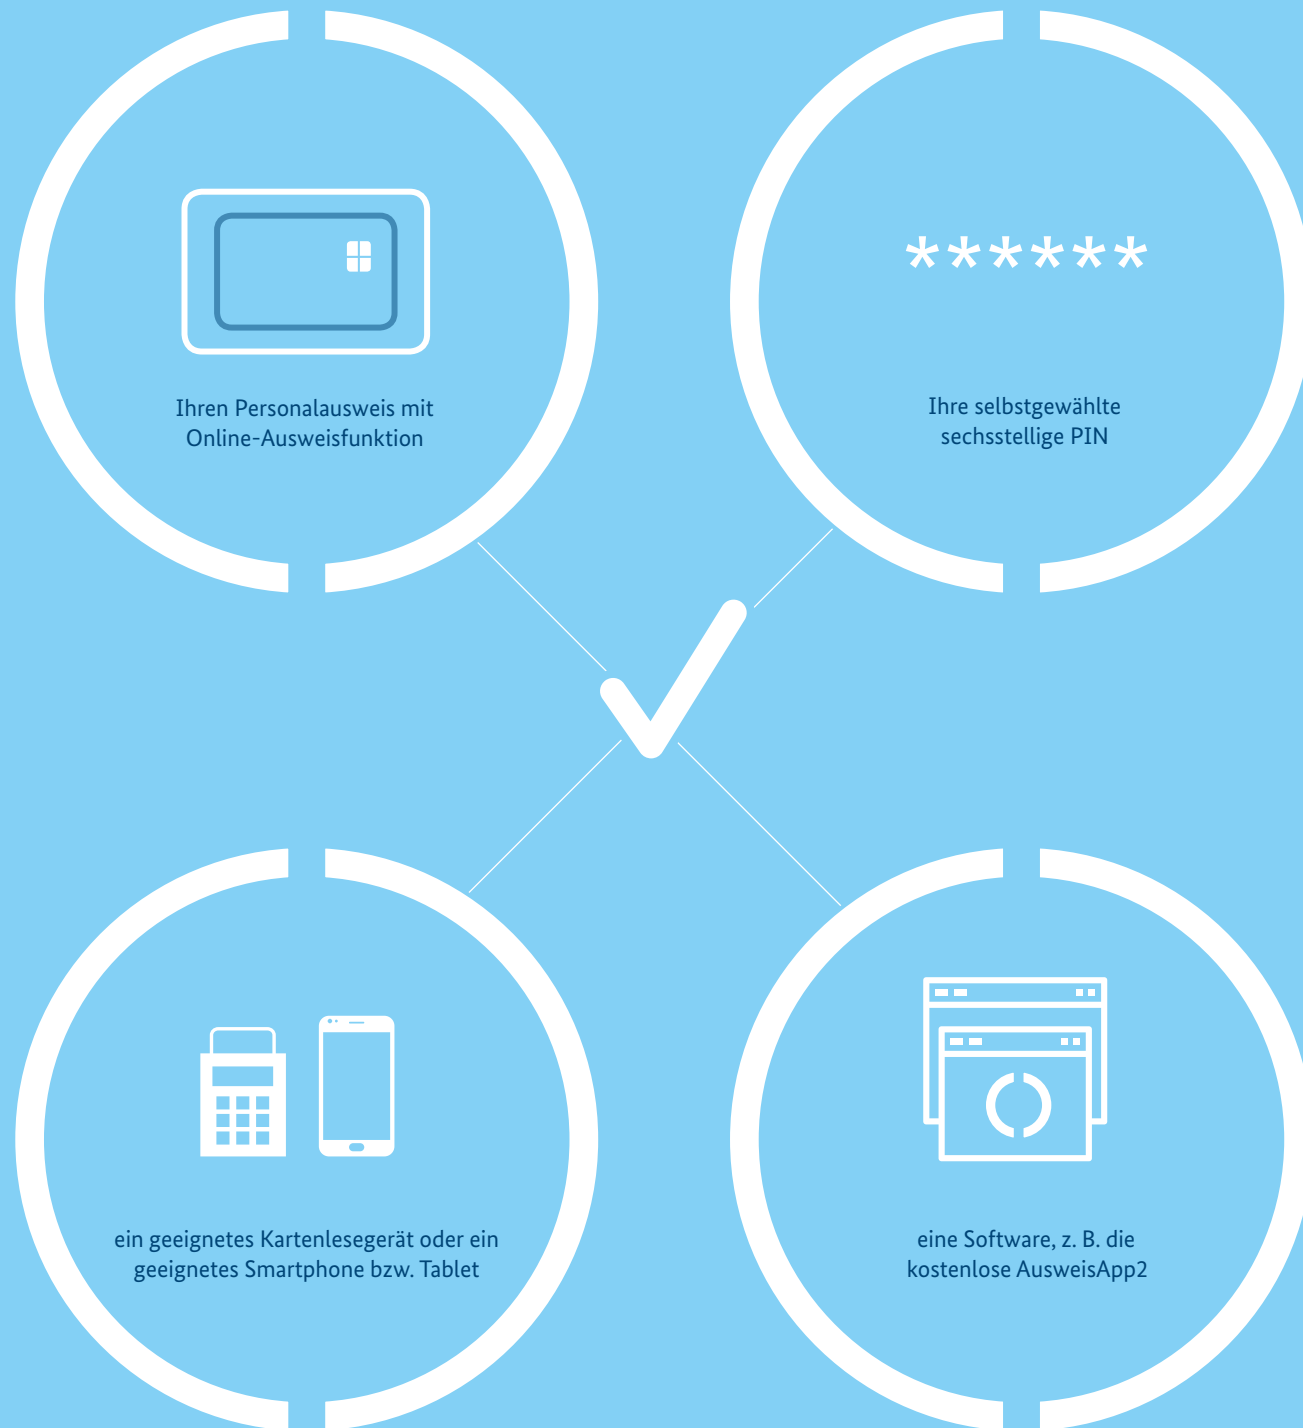 Ihren Personalausweis mit
Online-Ausweisfunktion
******
Ihre selbstgewählte
sechsstellige PIN
ein geeignetes Kartenlesegerät oder ein
geeignetes Smartphone bzw. Tablet
eine Software, z. B. die
kostenlose AusweisApp2